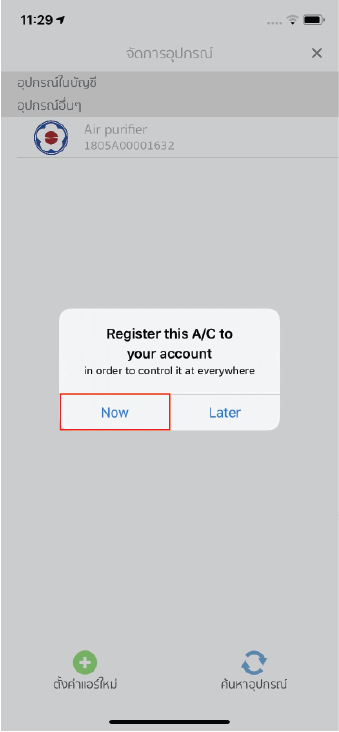 11:29
จัดการอุปกรณ์
อุปกรณ์ในบัญชี
อุปกรณ์อื่นๆ
Air purifier
1805A00001632
Register this A/C to
your account
in order to control it at everywhere
Now Later
ตั้งค่าแอร์ใหม่ ค้นหาอุปกรณ์